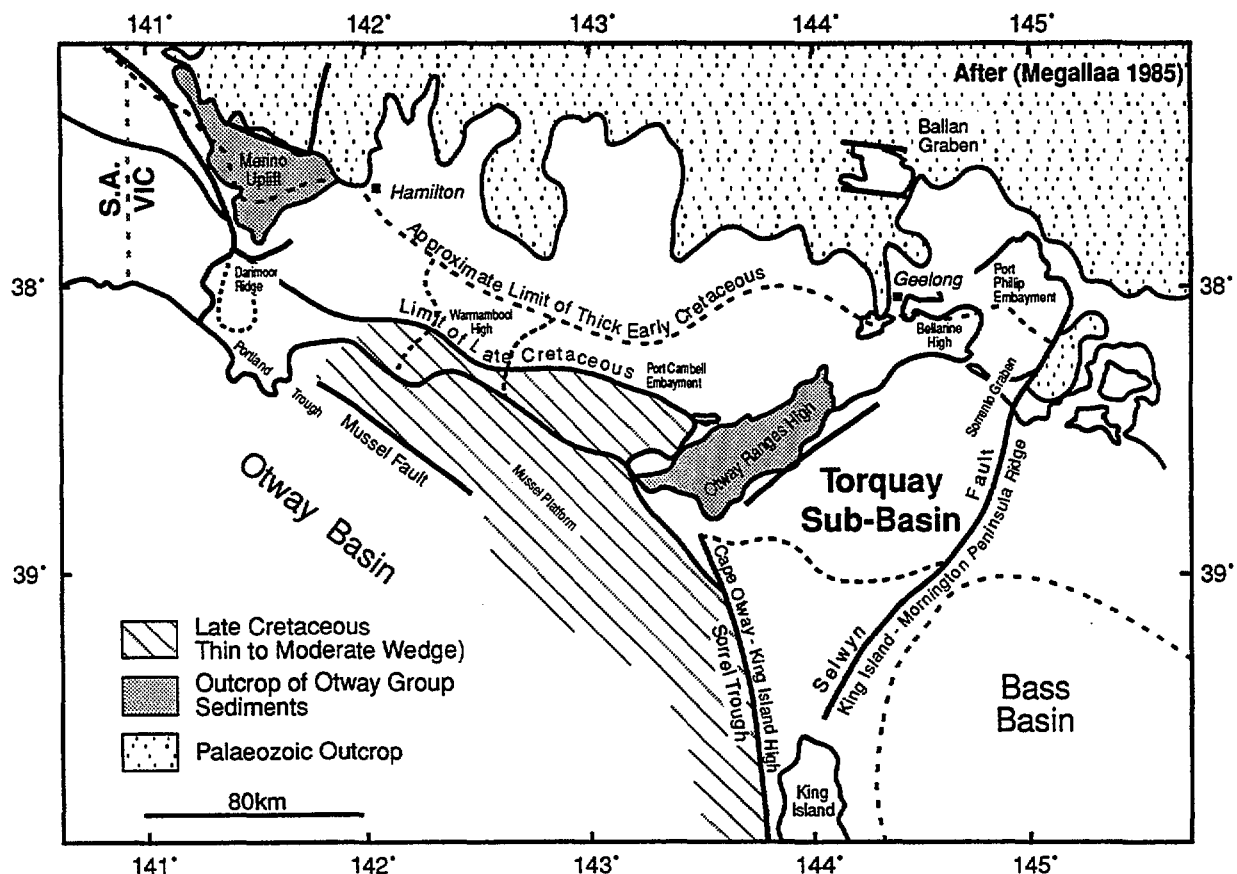 141° 142° 143° 144° 145°
After (Megallaa 1985)
Ballan
Graben
S.A.
VIC
Merino
Uplift
Hamilton
Approximate Limit of Thick Early Cretaceous
38°
38°
Darimoor
Ridge
Geelong
Port
Philip
Embayment
Warrnambool
High
Limit of Late Cretaceous
Bellarine
High
Portland
Trough
Port Cambell
Embayment
Sorrento Graben
Mussel Fault
Otway Ranges High
Mussel Platform
Otway Basin
Torquay
Sub-Basin
Selwyn Fault
King Island - Mornington Peninsula Ridge
39°
39°
Cape Otway - King Island High
Sorrel Trough
Bass
Basin
King
Island
Late Cretaceous
Thin to Moderate Wedge)
Outcrop of Otway Group
Sediments
Palaeozoic Outcrop
80km
141° 142° 143° 144° 145°